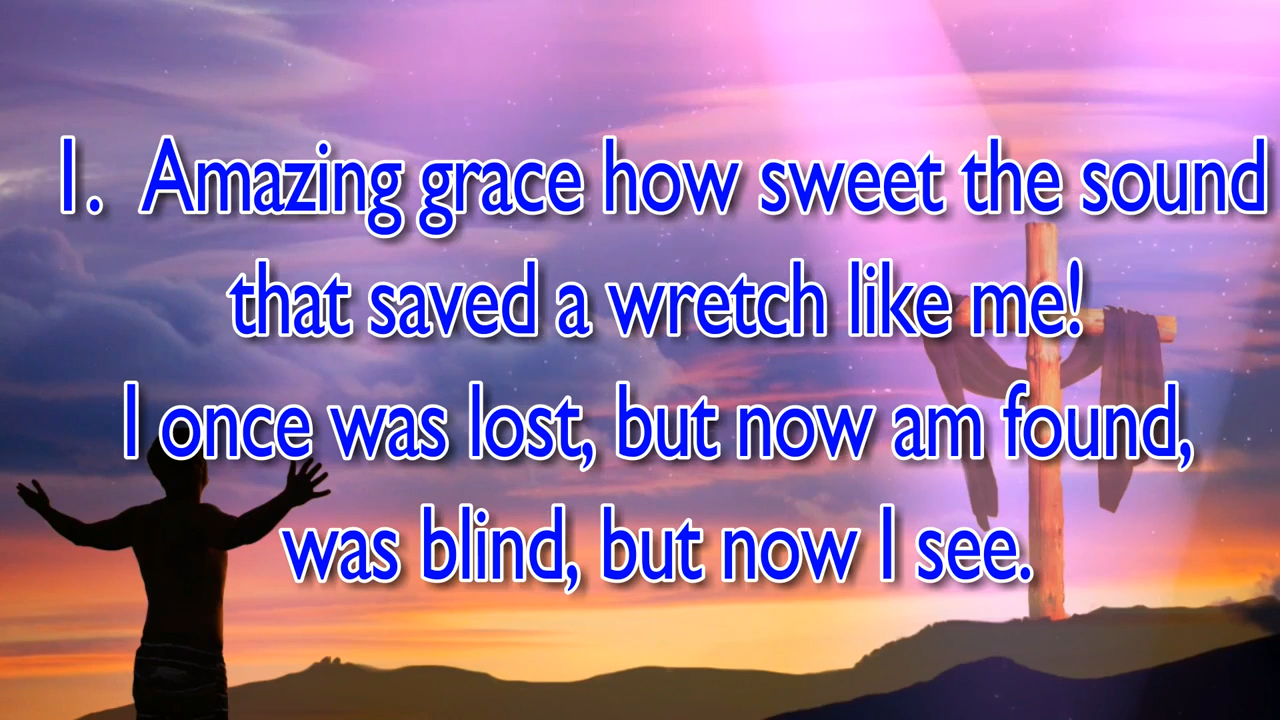 1. Amazing grace how sweet the sound
that saved a wretch like me!
I once was lost, but now am found,
was blind, but now I see.